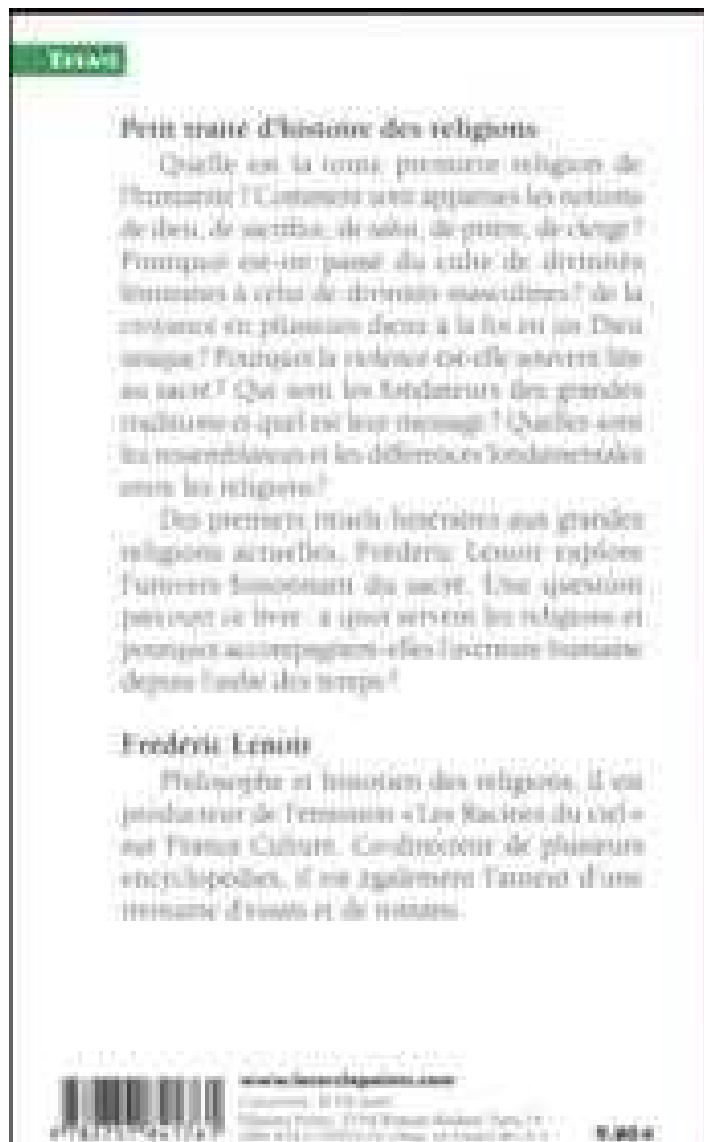 Essais
Petit traité d'histoire des religions
Quelle est la toute première religion de
l'humanité ? Comment sont apparues les notions
de dieu, de sacrifice, de salut, de prière, de clergé ?
Pourquoi est-on passé du culte de divinités
féminines à celui de divinités masculines ? de la
croyance en plusieurs dieux à la foi en un Dieu
unique ? Pourquoi la violence est-elle souvent liée
au sacré ? Qui sont les fondateurs des grandes
traditions et quel est leur message ? Quelles sont
les ressemblances et les différences fondamentales
entre les religions ?
Des premiers rituels funéraires aux grandes
religions actuelles, Frédéric Lenoir explore
l'univers foisonnant du sacré. Une question
parcourt ce livre : à quoi servent les religions et
pourquoi accompagnent-elles l'aventure humaine
depuis l'aube des temps ?
Frédéric Lenoir
Philosophe et historien des religions, il est
producteur de l'émission « Les Racines du ciel »
sur France Culture. Co-directeur de plusieurs
encyclopédies, il est également l'auteur d'une
trentaine d'essais et de romans.
www.lecerclepoints.com